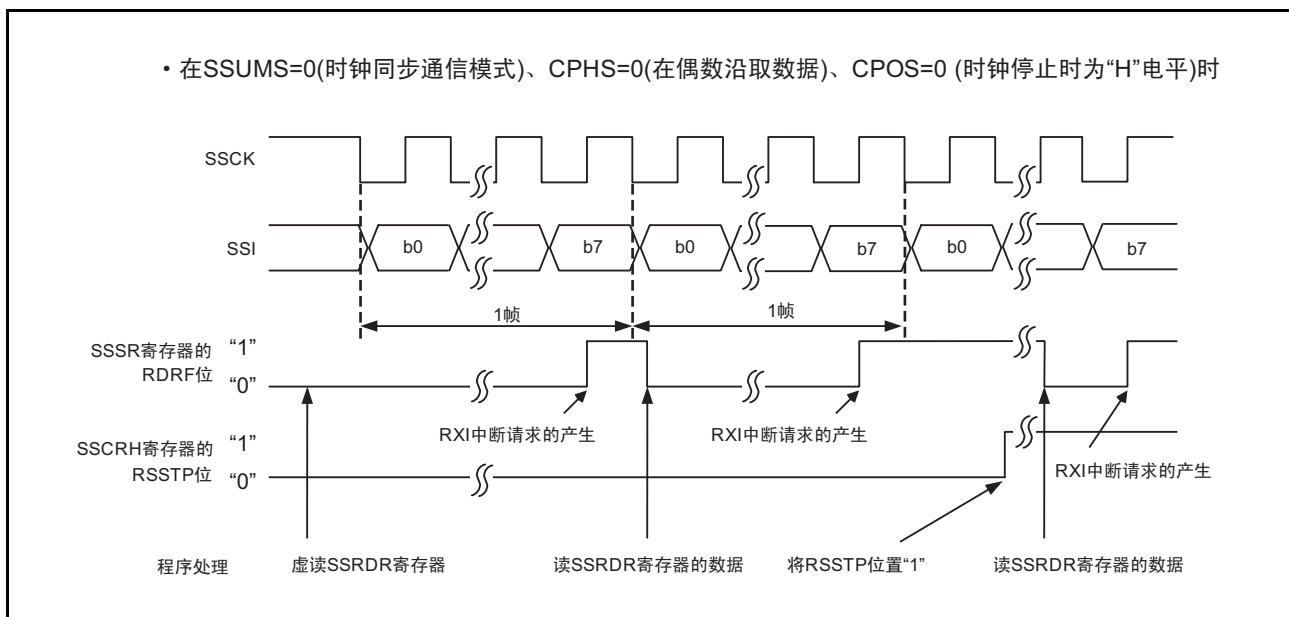 • 在SSUMS=0(时钟同步通信模式)、CPHS=0(在偶数沿取数据)、CPOS=0 (时钟停止时为“H”电平)时
SSCK
SSI
b0
b7
b0
b7
b0
b7
1帧
1帧
SSSR寄存器的
RDRF位
“1”
“0”
RXI中断请求的产生
RXI中断请求的产生
SSCRH寄存器的
RSSTP位
“1”
“0”
RXI中断请求的产生
程序处理
虚读SSRDR寄存器
读SSRDR寄存器的数据
将RSSTP位置“1”
读SSRDR寄存器的数据